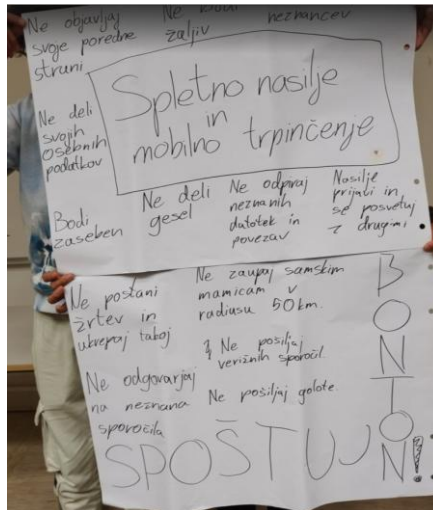 Ne objavljaj
svoje poredne
strani
Ne
žaljiv
neznancev
Spletno nasilje
in
mobilno trpinčenje
Ne deli
svojih
osebnih
podatkov
Bodi
zaseben
Ne deli
gesel
Ne odpiraj
neznanih
datotek in
povezav
Nasilje
prijavi in
se posvetuj
z drugimi
Ne postani
žrtev in
ukrepaj takoj
Ne zaupaj samskim
mamicam v
radiusu 50km.
Ne pošiljaj
verižnih sporočil.
Ne odgovarjaj
na neznana
sporočila
Ne pošiljaj golote.
BONTON!
SPOŠTUJ